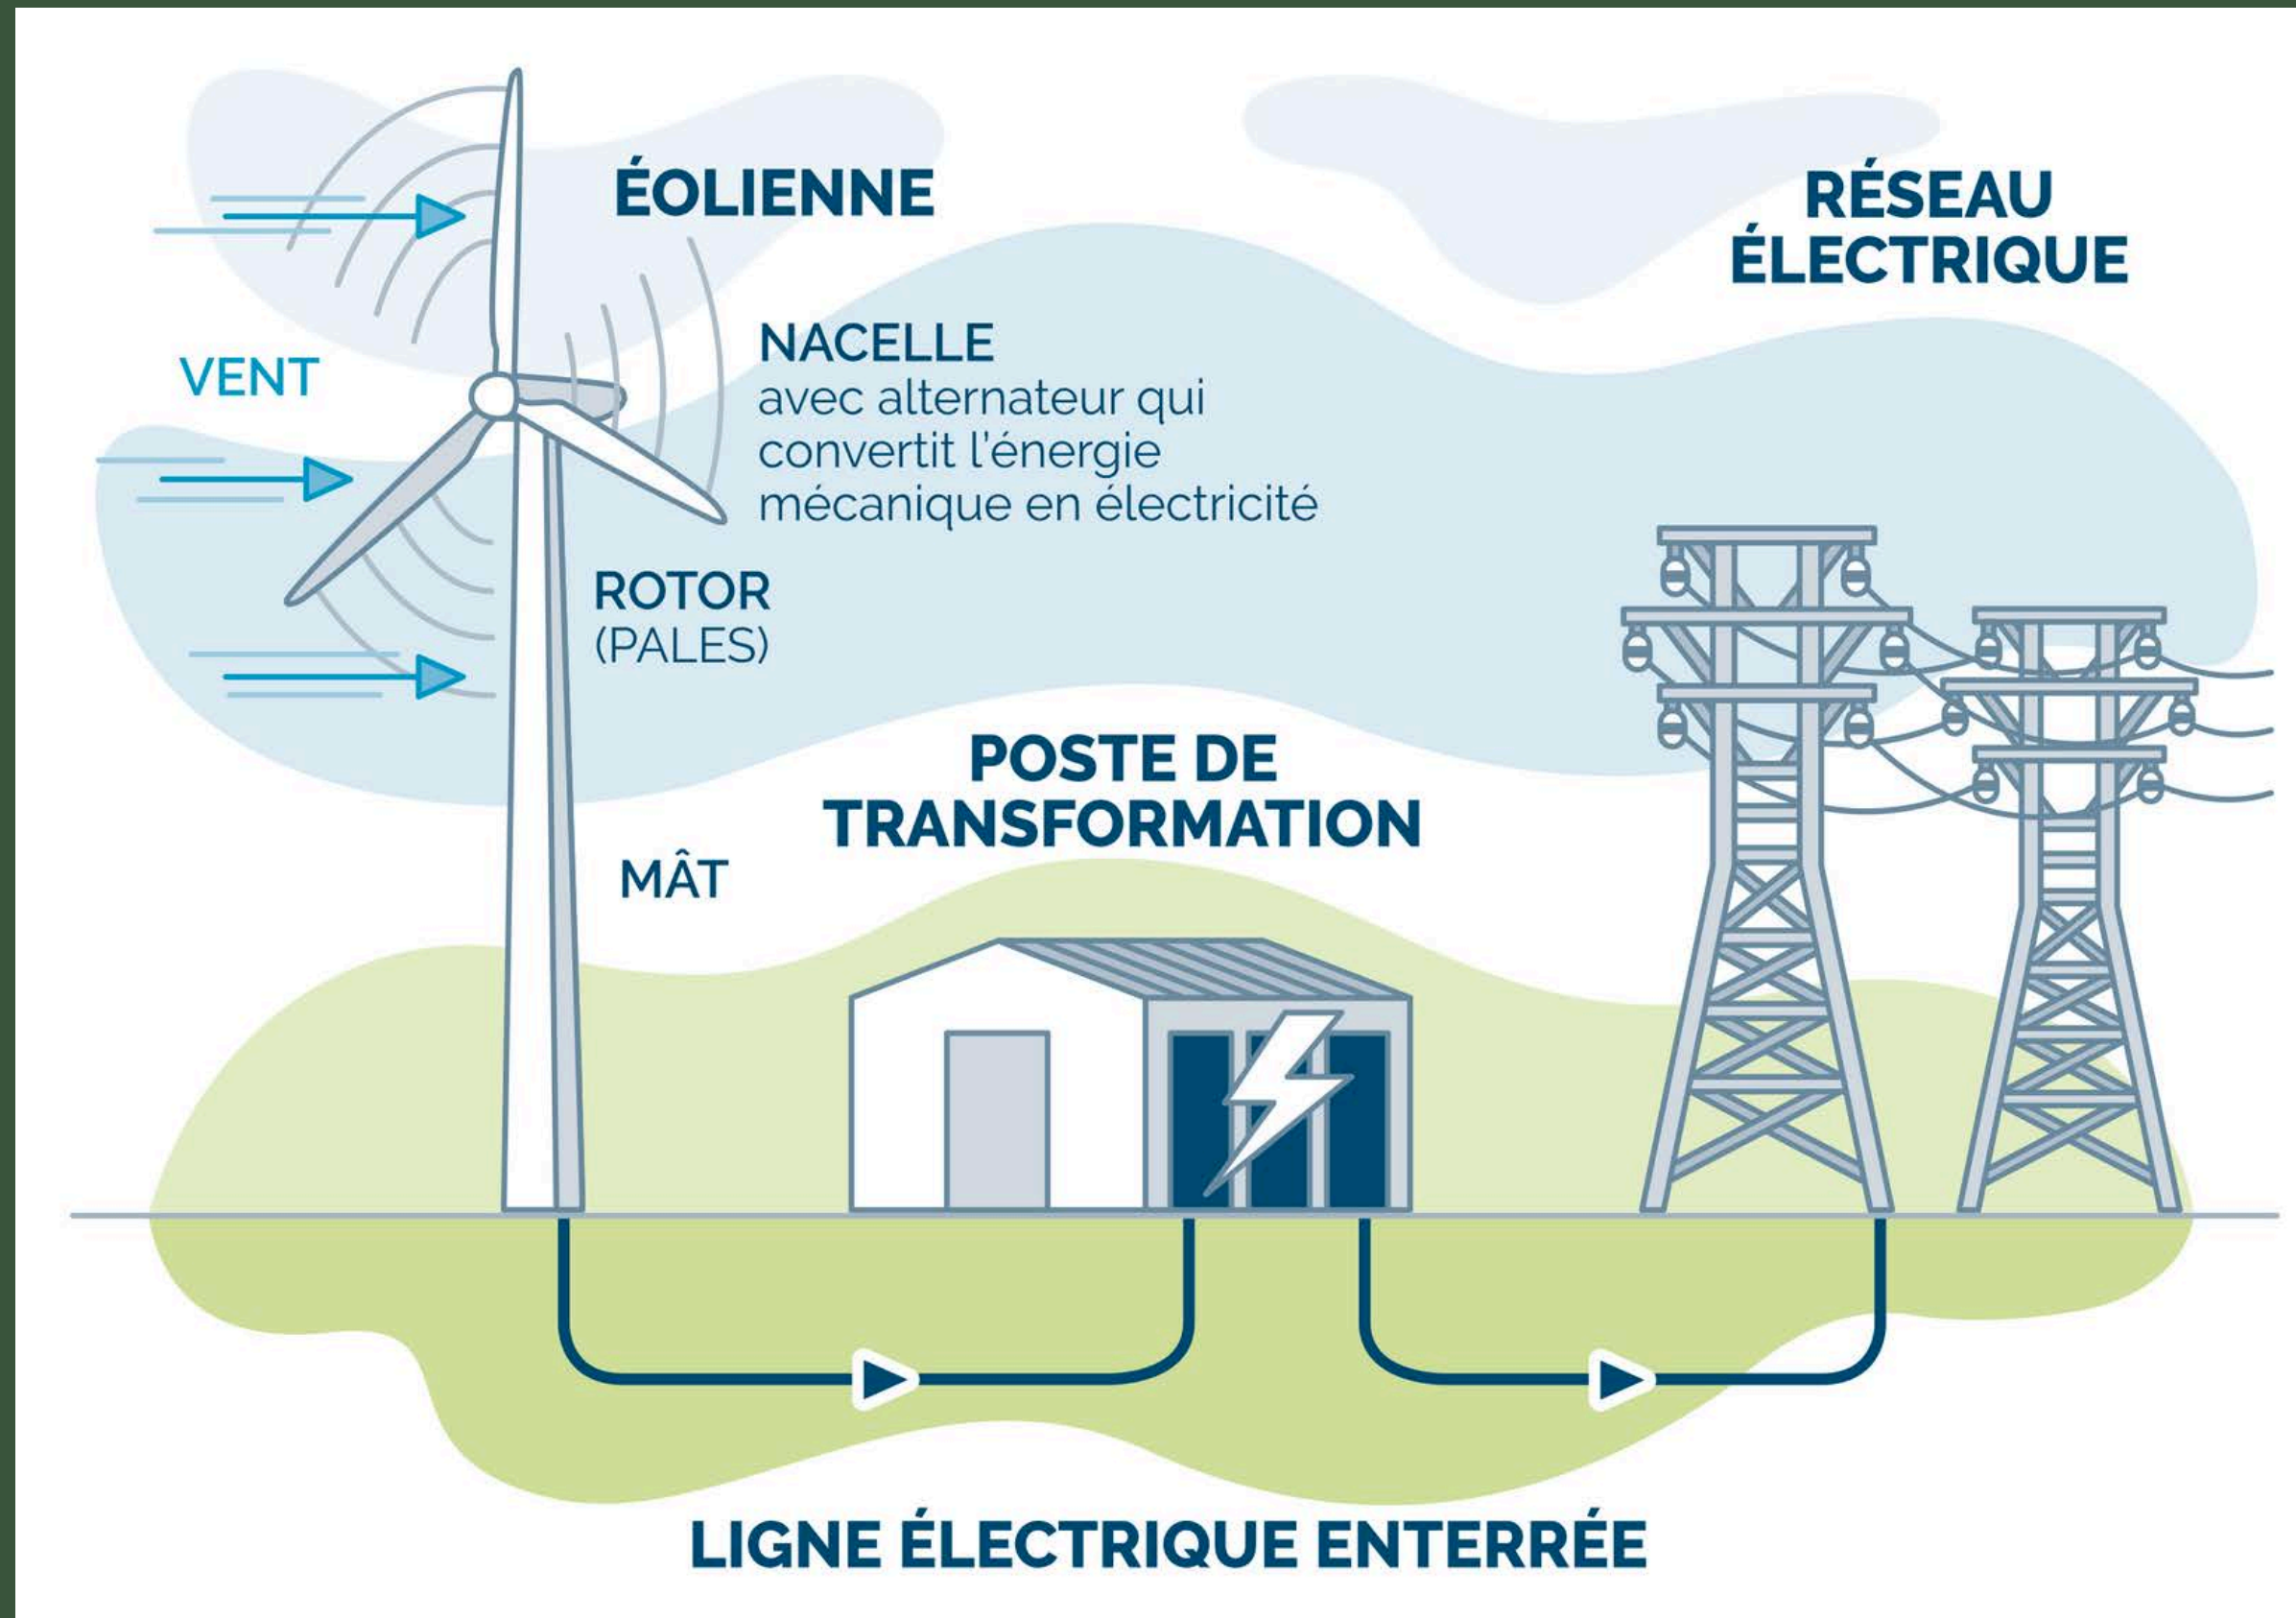 ÉOLIENNE
RÉSEAU
ÉLECTRIQUE
VENT
NACELLE
avec alternateur qui
convertit l'énergie
mécanique en électricité
ROTOR
(PALES)
POSTE DE
TRANSFORMATION
MÂT
LIGNE ÉLECTRIQUE ENTERRÉE